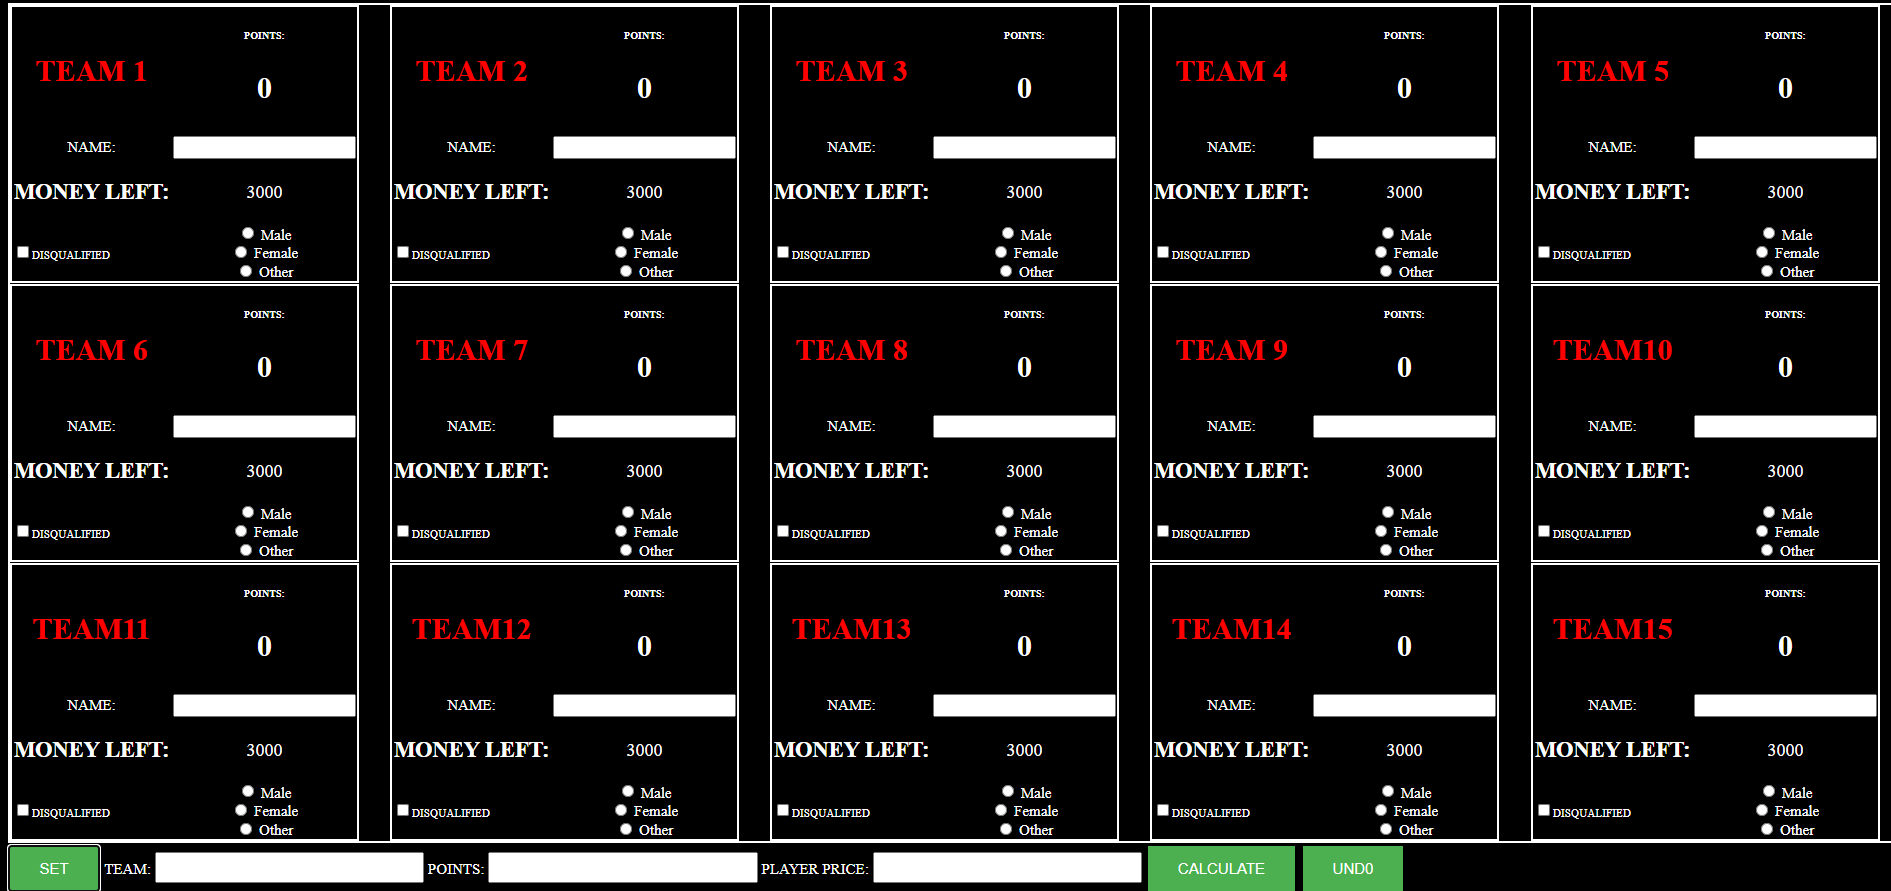 POINTS: POINTS: POINTS: POINTS: POINTS:
TEAM 1 TEAM 2 TEAM 3 TEAM 4 TEAM 5
0 0 0 0 0
NAME: NAME: NAME: NAME: NAME:
MONEY LEFT: 3000 MONEY LEFT: 3000 MONEY LEFT: 3000 MONEY LEFT: 3000 MONEY LEFT: 3000
Male Male Male Male Male
DISQUALIFIED Female DISQUALIFIED Female DISQUALIFIED Female DISQUALIFIED Female DISQUALIFIED Female
Other Other Other Other Other
POINTS: POINTS: POINTS: POINTS: POINTS:
TEAM 6 TEAM 7 TEAM 8 TEAM 9 TEAM10
0 0 0 0 0
NAME: NAME: NAME: NAME: NAME:
MONEY LEFT: 3000 MONEY LEFT: 3000 MONEY LEFT: 3000 MONEY LEFT: 3000 MONEY LEFT: 3000
Male Male Male Male Male
DISQUALIFIED Female DISQUALIFIED Female DISQUALIFIED Female DISQUALIFIED Female DISQUALIFIED Female
Other Other Other Other Other
POINTS: POINTS: POINTS: POINTS: POINTS:
TEAM11 TEAM12 TEAM13 TEAM14 TEAM15
0 0 0 0 0
NAME: NAME: NAME: NAME: NAME:
MONEY LEFT: 3000 MONEY LEFT: 3000 MONEY LEFT: 3000 MONEY LEFT: 3000 MONEY LEFT: 3000
Male Male Male Male Male
DISQUALIFIED Female DISQUALIFIED Female DISQUALIFIED Female DISQUALIFIED Female DISQUALIFIED Female
Other Other Other Other Other
SET TEAM: POINTS: PLAYER PRICE: CALCULATE UND0